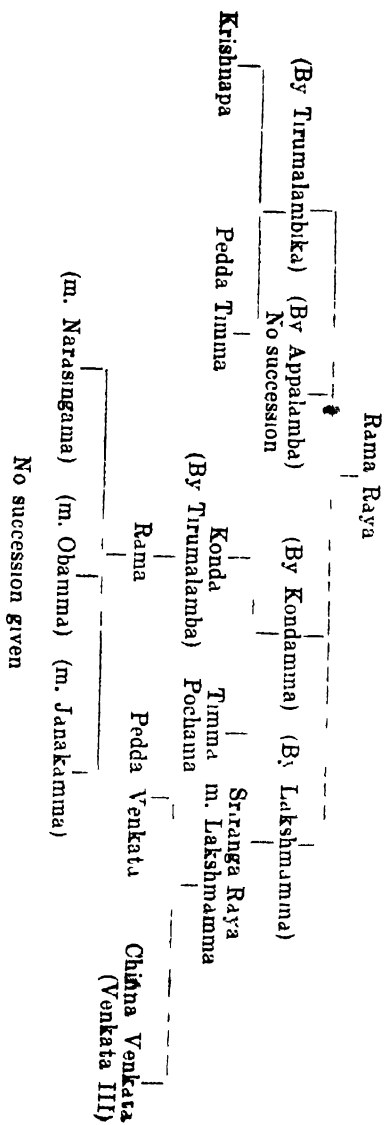 Rama Raya
(By Tirumalambika) (By Appalamba) (By Kondamma) (By Lakshmamma)
No succession
Krishnapa Pedda Timma Konda Timma Sriranga Raya
(By Tirumalamba) Pochama m. Lakshmamma
Rama Pedda Venkata Chinna Venkata
(Venkata III)
(m. Narasingama) (m. Obamma) (m. Janakamma)
No succession given